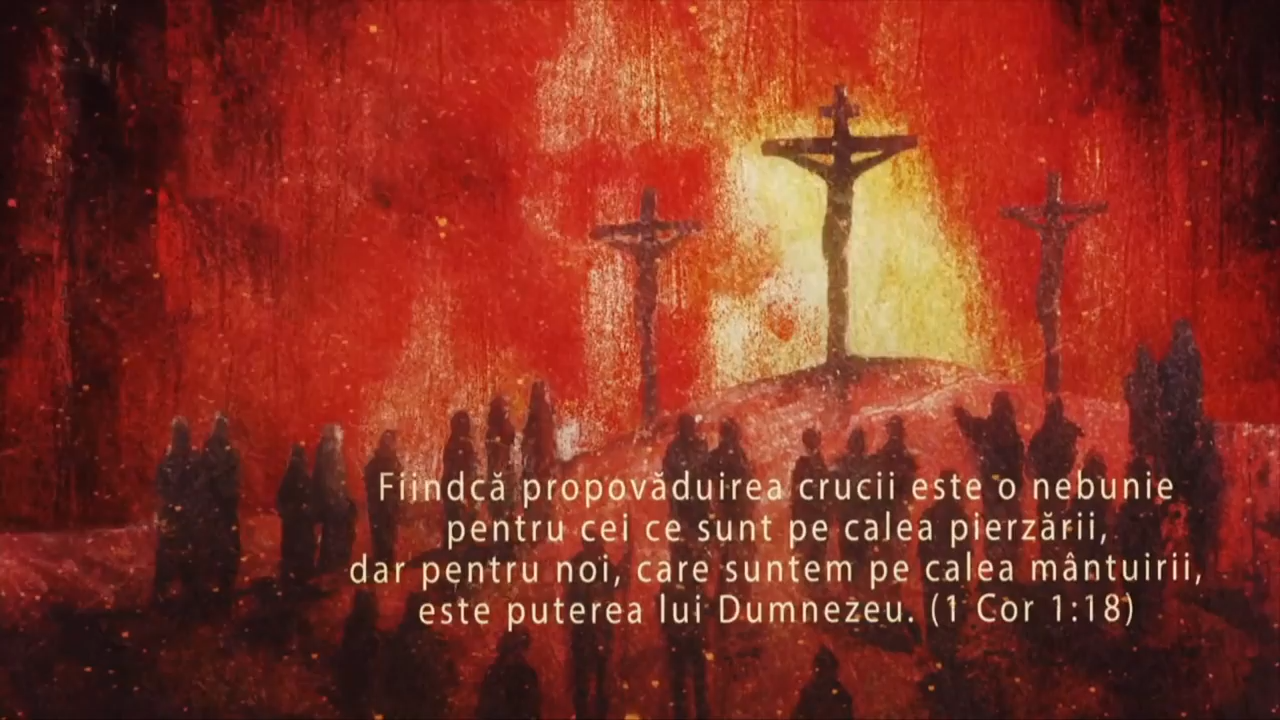 Fiindcă propovăduirea crucii este o nebunie
pentru cei ce sunt pe calea pierzării,
dar pentru noi, care suntem pe calea mântuirii,
este puterea lui Dumnezeu. (1 Cor 1:18)